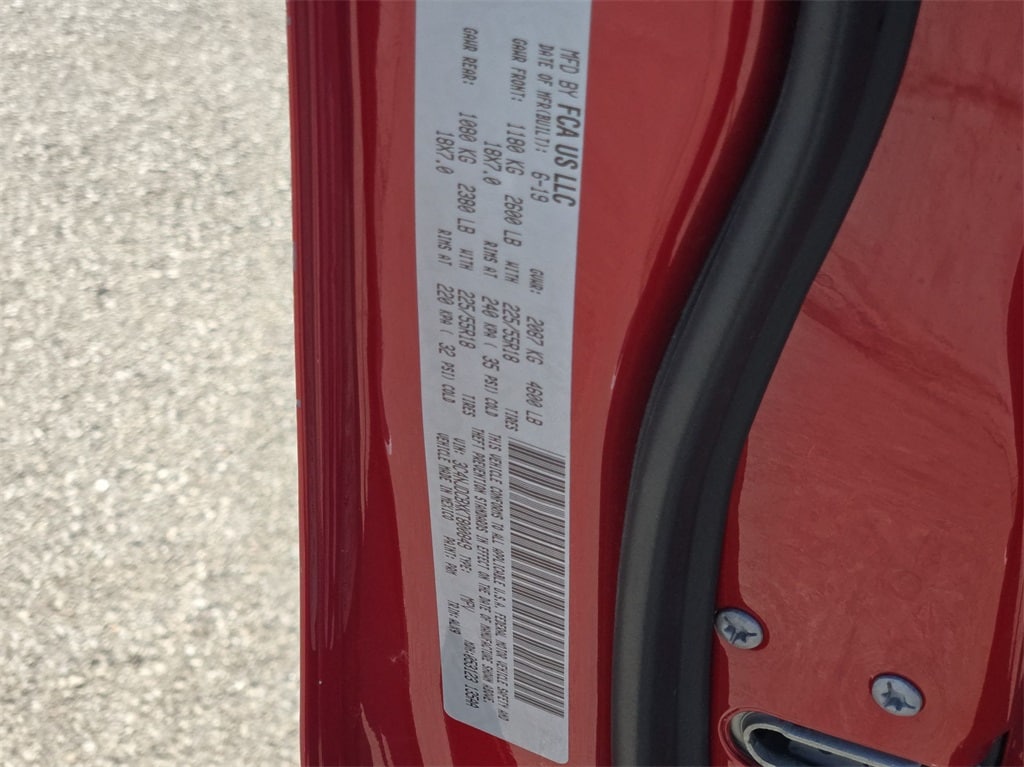 MFD BY FCA US LLC
DATE OF MFR(BUILT): 6-19 GVWR: 2087 KG 4600 LB
GAWR FRONT: 1180 KG 2600 LB WITH 225/55R18 TIRES
18X7.0 RIMS AT 240 KPA ( 35 PSI) COLD
GAWR REAR: 1080 KG 2380 LB WITH 225/55R18 TIRES
18X7.0 RIMS AT 220 KPA ( 32 PSI) COLD
THIS VEHICLE CONFORMS TO ALL APPLICABLE U.S.A. FEDERAL MOTOR VEHICLE SAFETY AND
THEFT PREVENTION STANDARDS IN EFFECT ON THE DATE OF MANUFACTURE SHOWN ABOVE.
VIN: TYPE: MPV
VEHICLE MADE IN MEXICO PAINT: TRIM: